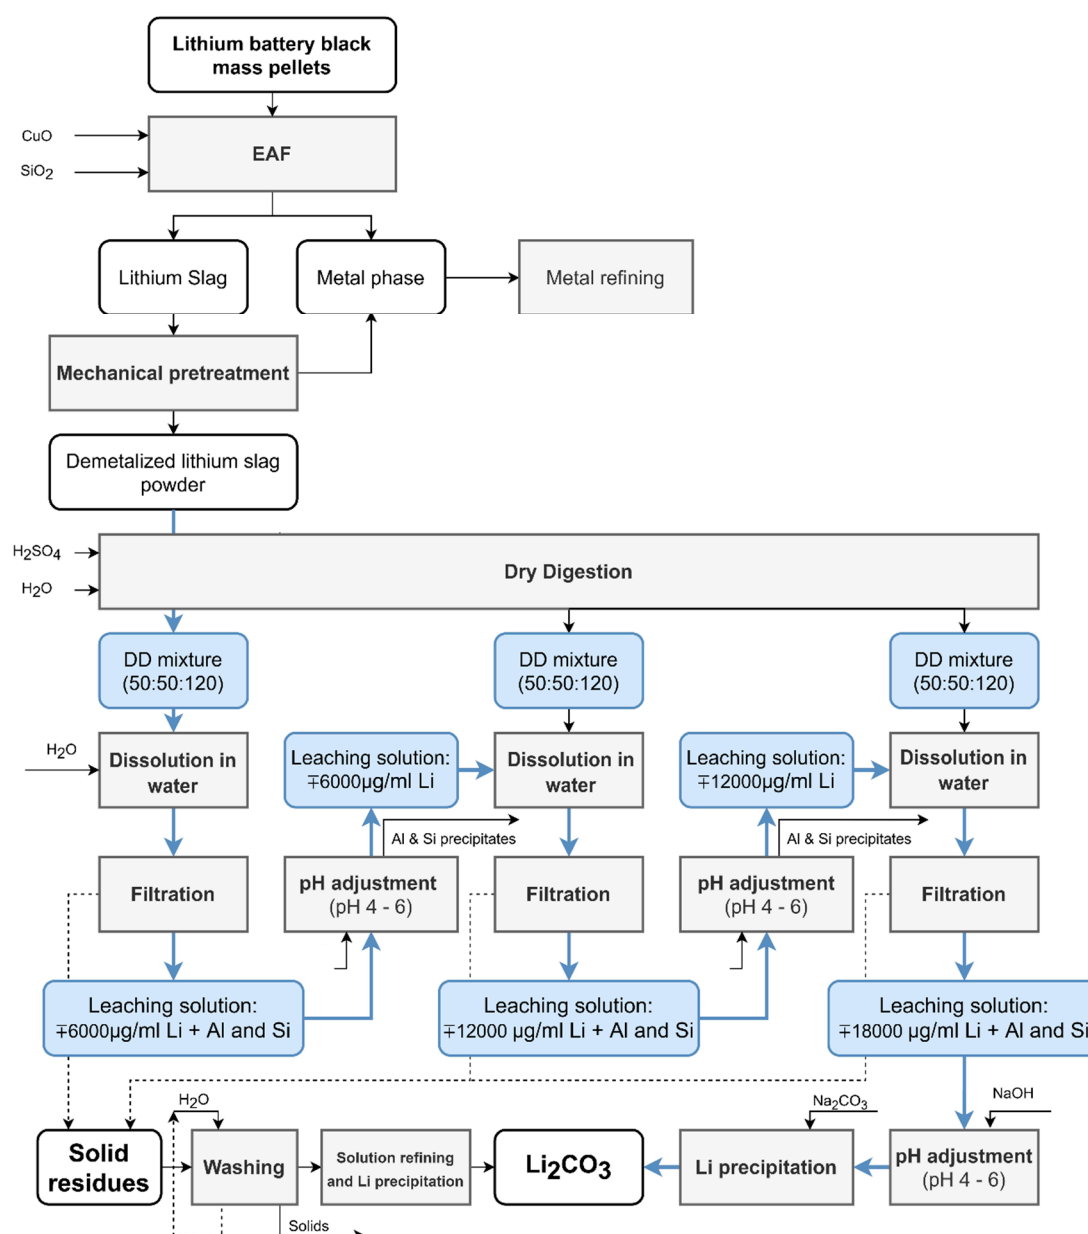 Lithium battery black
mass pellets
CuO
SiO2
EAF
Lithium Slag
Metal phase
Metal refining
Mechanical pretreatment
Demetalized lithium slag
powder
H2SO4
H2O
Dry Digestion
DD mixture
(50:50:120)
DD mixture
(50:50:120)
DD mixture
(50:50:120)
H2O
Dissolution in
water
Leaching solution:
∓6000µg/ml Li
Dissolution in
water
Leaching solution:
∓12000µg/ml Li
Dissolution in
water
Al & Si precipitates
Al & Si precipitates
Filtration
pH adjustment
(pH 4 - 6)
Filtration
pH adjustment
(pH 4 - 6)
Filtration
Leaching solution:
∓6000µg/ml Li + Al and Si
Leaching solution:
∓12000 µg/ml Li + Al and Si
Leaching solution:
∓18000 µg/ml Li + Al and Si
H2O
Na2CO3
NaOH
Solid
residues
Washing
Solution refining
and Li precipitation
Li2CO3
Li precipitation
pH adjustment
(pH 4 - 6)
Solids